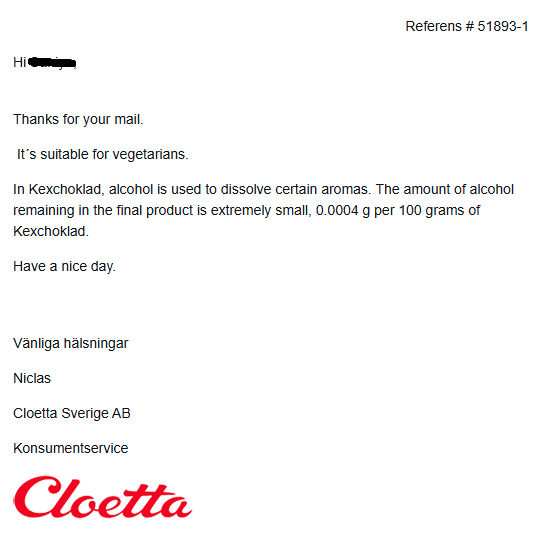 Referens # 51893-1
Hi
Thanks for your mail.
It´s suitable for vegetarians.
In Kexchoklad, alcohol is used to dissolve certain aromas. The amount of alcohol
remaining in the final product is extremely small, 0.0004 g per 100 grams of
Kexchoklad.
Have a nice day.
Vänliga hälsningar
Niclas
Cloetta Sverige AB
Konsumentservice
Cloetta